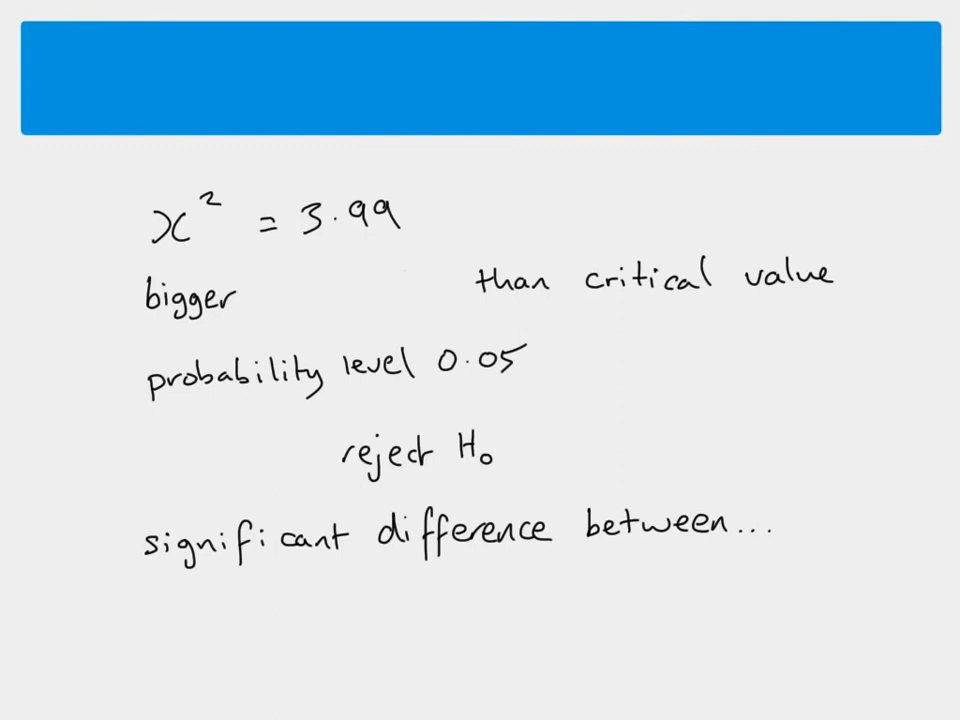 x² = 3.99
bigger than critical value
probability level 0.05
reject H₀
significant difference between...